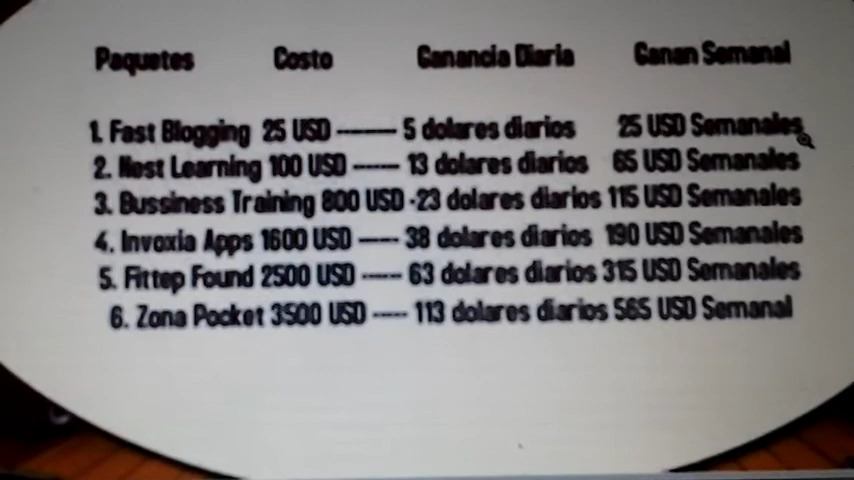 Paquetes Costo Ganancia Diaria Ganan Semanal
1. Fast Blogging 25 USD ------- 5 dolares diarios 25 USD Semanales
2. Nest Learning 100 USD ------ 13 dolares diarios 65 USD Semanales
3. Bussiness Training 800 USD -23 dolares diarios 115 USD Semanales
4. Invoxia Apps 1600 USD ----- 38 dolares diarios 190 USD Semanales
5. Fittep Found 2500 USD ----- 63 dolares diarios 315 USD Semanales
6. Zona Pocket 3500 USD ---- 113 dolares diarios 565 USD Semanal